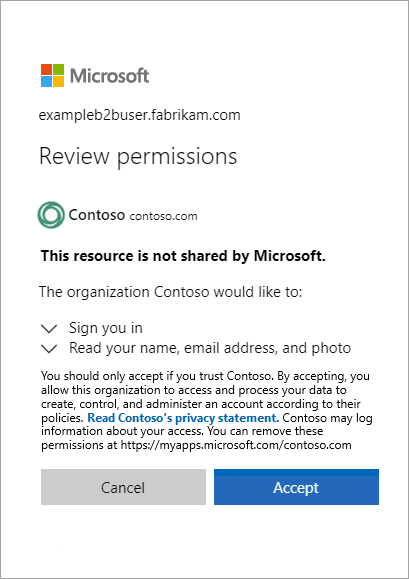 Microsoft
exampleb2buser.fabrikam.com
Review permissions
Contoso contoso.com
This resource is not shared by Microsoft.
The organization Contoso would like to:
Sign you in
Read your name, email address, and photo
You should only accept if you trust Contoso. By accepting, you
allow this organization to access and process your data to
create, control, and administer an account according to their
policies. Read Contoso's privacy statement. Contoso may log
information about your access. You can remove these
permissions at https://myapps.microsoft.com/contoso.com
Cancel Accept